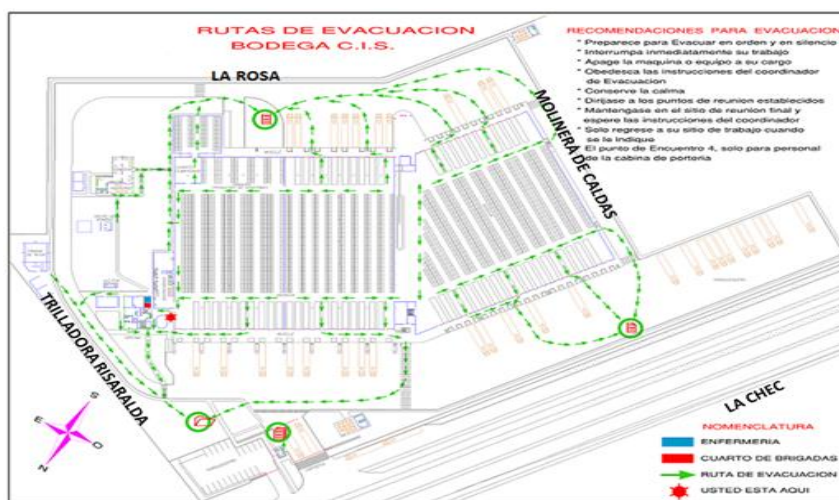 RUTAS DE EVACUACION
BODEGA C.I.S.
RECOMENDACIONES PARA EVACUACION
* Preparece para Evacuar en orden y en silencio
* Interrumpa inmediatamente su trabajo
* Apage la maquina o equipo a su cargo
* Obedesca las instrucciones del coordinador
de Evacuacion
* Conserve la calma
* Dirijase a los puntos de reunion establecidos
* Mantengase en el sitio de reunion final y
espere las instrucciones del coordinador
* Solo regrese a su sitio de trabajo cuando
se le indique
* El punto de Encuentro 4, solo para personal
de la cabina de porteria
LA ROSA
MOLINERA DE CALDAS
TRILLADORA RISARALDA
LA CHEC
S
E
O
N
NOMENCLATURA
ENFERMERIA
CUARTO DE BRIGADAS
RUTA DE EVACUACION
USTED ESTA AQUI